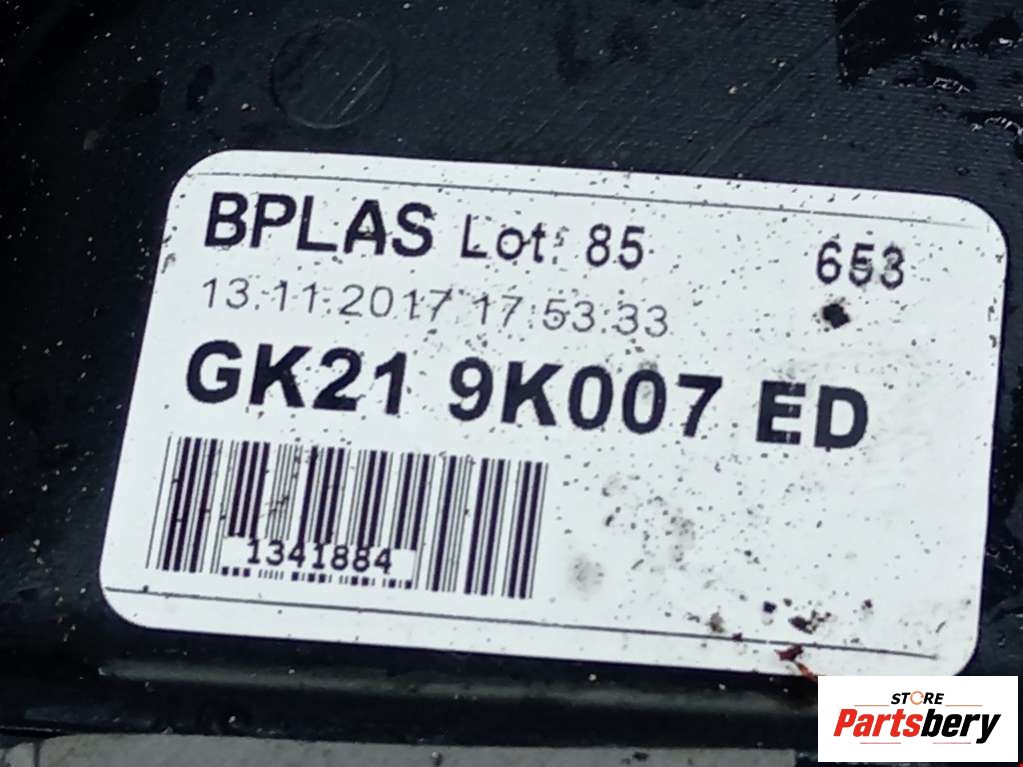 BPLAS Lot: 85 653
13.11.2017 17:53:33
GK21 9K007 ED
1341884
STORE
Partsbery